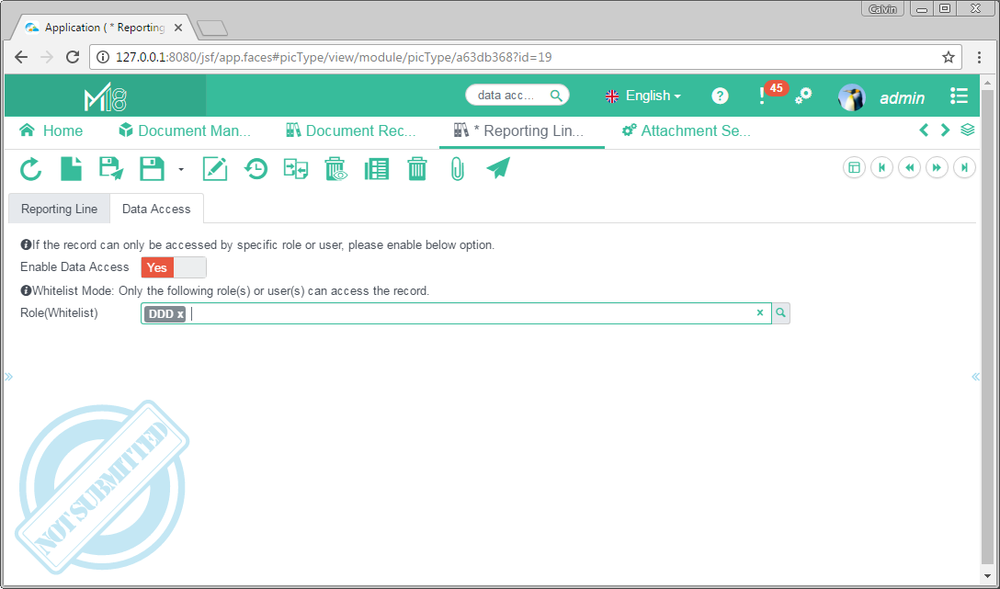 Calvin
Application ( * Reporting
127.0.0.1:8080/jsf/app.faces#picType/view/module/picType/a63db368?id=19
M18
data acc...
English
?
!
45
admin
Home
Document Man...
Document Rec...
* Reporting Lin...
Attachment Se...
Reporting Line
Data Access
If the record can only be accessed by specific role or user, please enable below option.
Enable Data Access
Yes
Whitelist Mode: Only the following role(s) or user(s) can access the record.
Role(Whitelist)
DDD x
x
NOT SUBMITTED